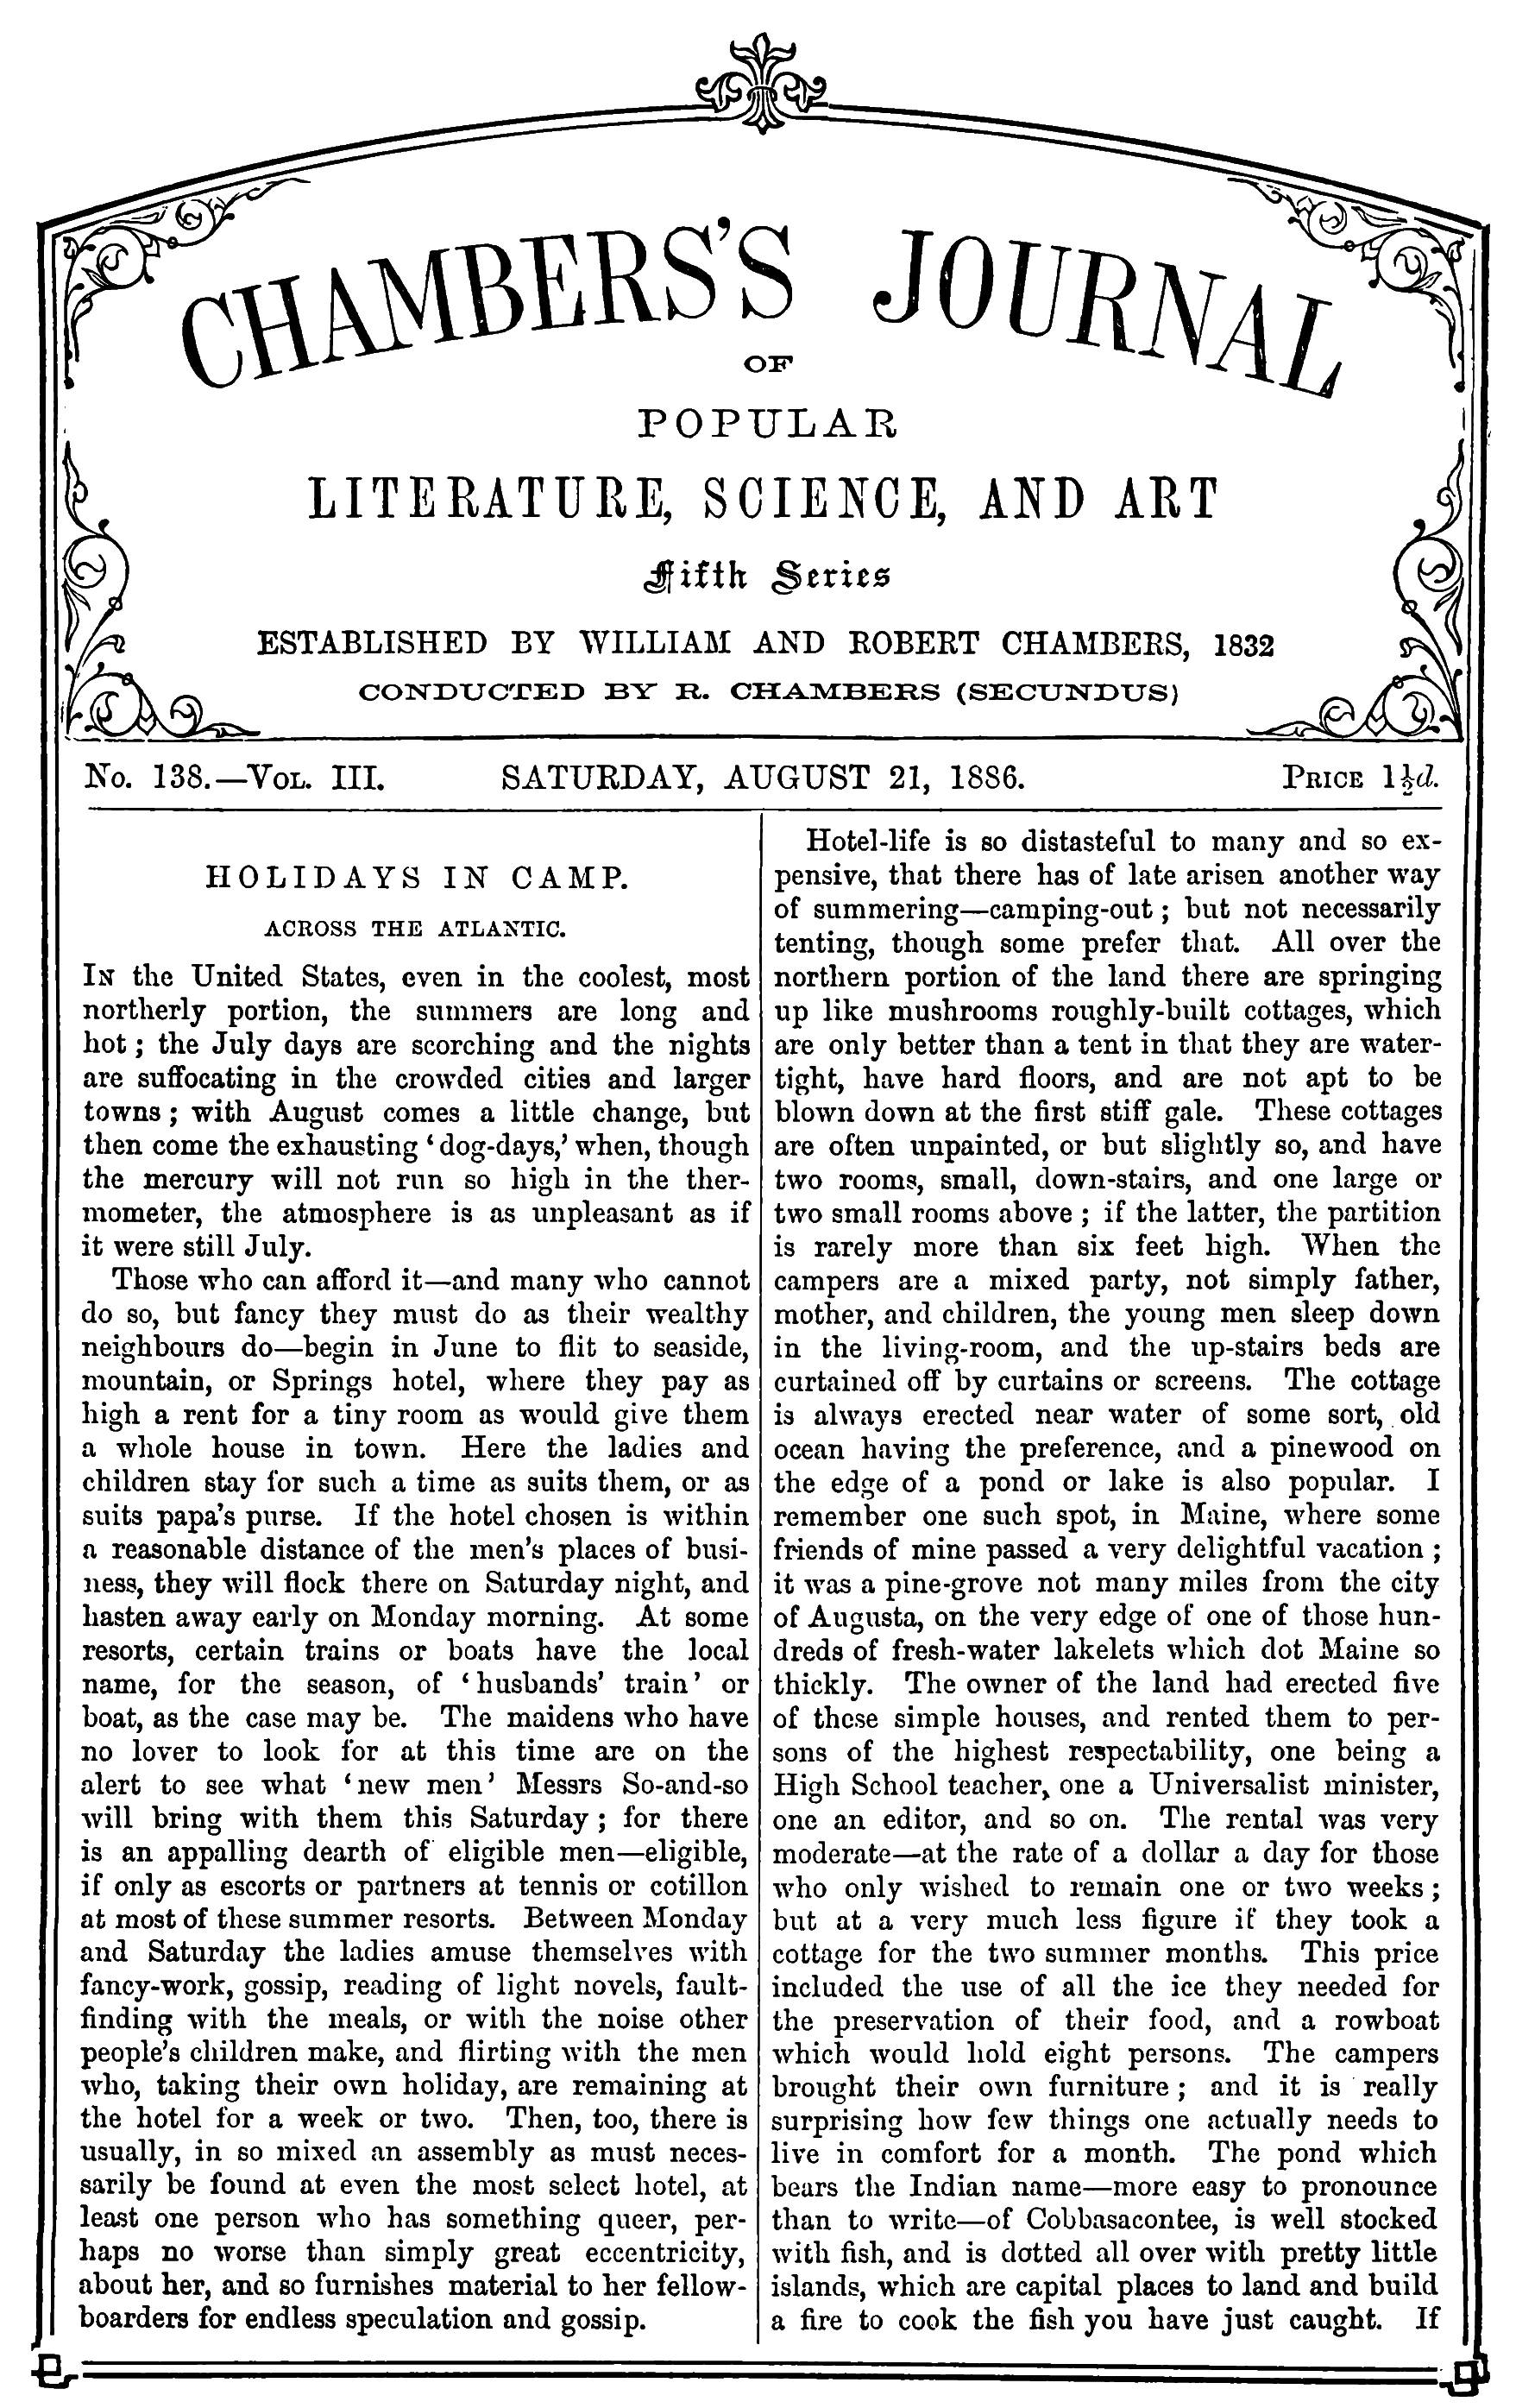 CHAMBERS'S JOURNAL
OF
POPULAR
LITERATURE, SCIENCE, AND ART
Fifth Series
ESTABLISHED BY WILLIAM AND ROBERT CHAMBERS, 1832
CONDUCTED BY R. CHAMBERS (SECUNDUS)
No. 138.—Vol. III. SATURDAY, AUGUST 21, 1886. Price 1½d.
HOLIDAYS IN CAMP.
ACROSS THE ATLANTIC.
In the United States, even in the coolest, most
northerly portion, the summers are long and
hot; the July days are scorching and the nights
are suffocating in the crowded cities and larger
towns; with August comes a little change, but
then come the exhausting ‘dog-days,’ when, though
the mercury will not run so high in the ther-
mometer, the atmosphere is as unpleasant as if
it were still July.
Those who can afford it—and many who cannot
do so, but fancy they must do as their wealthy
neighbours do—begin in June to flit to seaside,
mountain, or Springs hotel, where they pay as
high a rent for a tiny room as would give them
a whole house in town. Here the ladies and
children stay for such a time as suits them, or as
suits papa's purse. If the hotel chosen is within
a reasonable distance of the men's places of busi-
ness, they will flock there on Saturday night, and
hasten away early on Monday morning. At some
resorts, certain trains or boats have the local
name, for the season, of ‘husbands' train’ or
boat, as the case may be. The maidens who have
no lover to look for at this time are on the
alert to see what ‘new men’ Messrs So-and-so
will bring with them this Saturday; for there
is an appalling dearth of eligible men—eligible,
if only as escorts or partners at tennis or cotillon
at most of these summer resorts. Between Monday
and Saturday the ladies amuse themselves with
fancy-work, gossip, reading of light novels, fault-
finding with the meals, or with the noise other
people's children make, and flirting with the men
who, taking their own holiday, are remaining at
the hotel for a week or two. Then, too, there is
usually, in so mixed an assembly as must neces-
sarily be found at even the most select hotel, at
least one person who has something queer, per-
haps no worse than simply great eccentricity,
about her, and so furnishes material to her fellow-
boarders for endless speculation and gossip.
Hotel-life is so distasteful to many and so ex-
pensive, that there has of late arisen another way
of summering—camping-out; but not necessarily
tenting, though some prefer that. All over the
northern portion of the land there are springing
up like mushrooms roughly-built cottages, which
are only better than a tent in that they are water-
tight, have hard floors, and are not apt to be
blown down at the first stiff gale. These cottages
are often unpainted, or but slightly so, and have
two rooms, small, down-stairs, and one large or
two small rooms above; if the latter, the partition
is rarely more than six feet high. When the
campers are a mixed party, not simply father,
mother, and children, the young men sleep down
in the living-room, and the up-stairs beds are
curtained off by curtains or screens. The cottage
is always erected near water of some sort, old
ocean having the preference, and a pinewood on
the edge of a pond or lake is also popular. I
remember one such spot, in Maine, where some
friends of mine passed a very delightful vacation;
it was a pine-grove not many miles from the city
of Augusta, on the very edge of one of those hun-
dreds of fresh-water lakelets which dot Maine so
thickly. The owner of the land had erected five
of these simple houses, and rented them to per-
sons of the highest respectability, one being a
High School teacher, one a Universalist minister,
one an editor, and so on. The rental was very
moderate—at the rate of a dollar a day for those
who only wished to remain one or two weeks;
but at a very much less figure if they took a
cottage for the two summer months. This price
included the use of all the ice they needed for
the preservation of their food, and a rowboat
which would hold eight persons. The campers
brought their own furniture; and it is really
surprising how few things one actually needs to
live in comfort for a month. The pond which
bears the Indian name—more easy to pronounce
than to write—of Cobbasacontee, is well stocked
with fish, and is dotted all over with pretty little
islands, which are capital places to land and build
a fire to cook the fish you have just caught. If